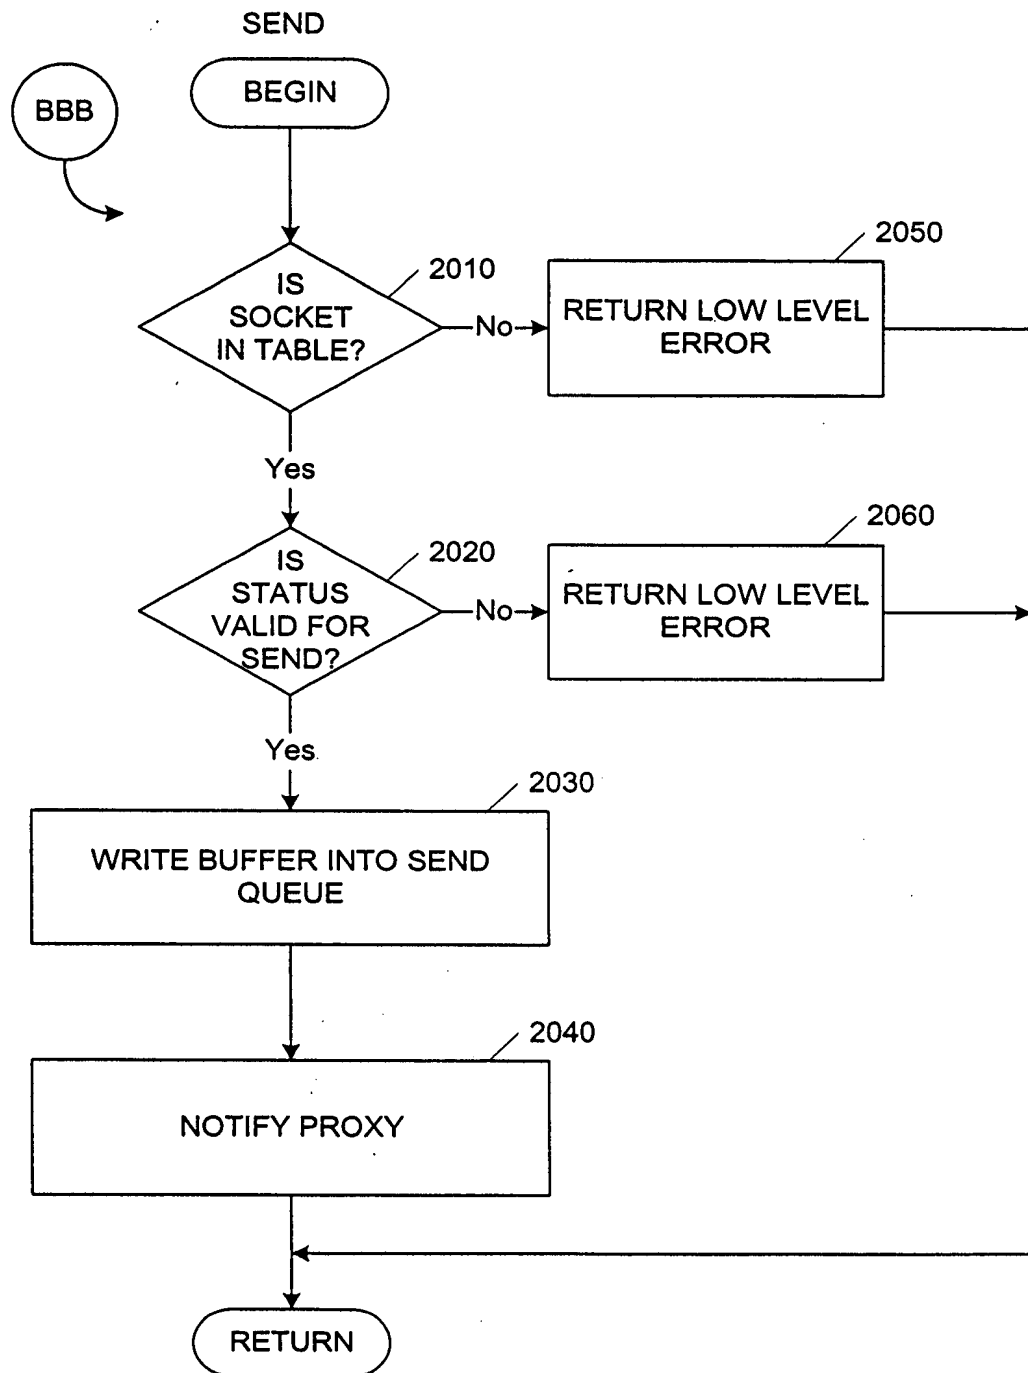 SEND
BBB
BEGIN
IS
SOCKET
IN TABLE?
2010
No
2050
RETURN LOW LEVEL
ERROR
Yes
IS
STATUS
VALID FOR
SEND?
2020
No
2060
RETURN LOW LEVEL
ERROR
Yes
2030
WRITE BUFFER INTO SEND
QUEUE
2040
NOTIFY PROXY
RETURN